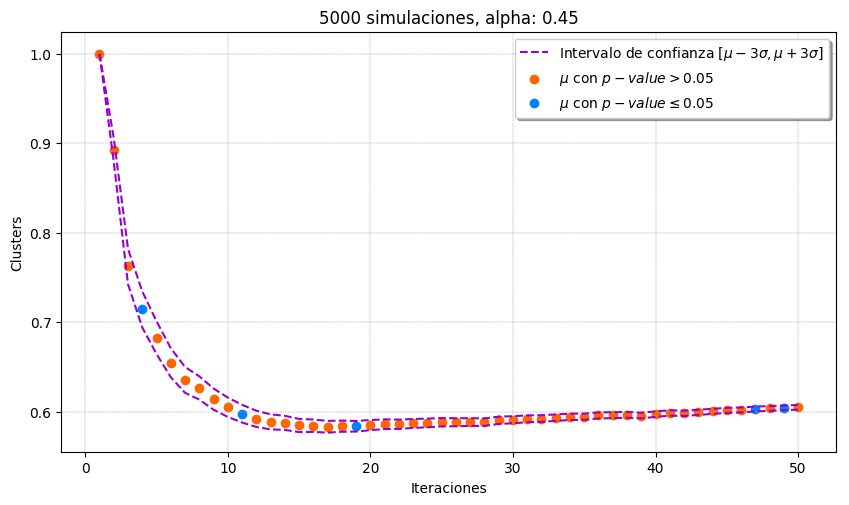 5000 simulaciones, alpha: 0.45
Intervalo de confianza [μ − 3σ, μ + 3σ]
μ con p − value > 0.05
μ con p − value ≤ 0.05
Clusters
1.0
0.9
0.8
0.7
0.6
0 10 20 30 40 50
Iteraciones